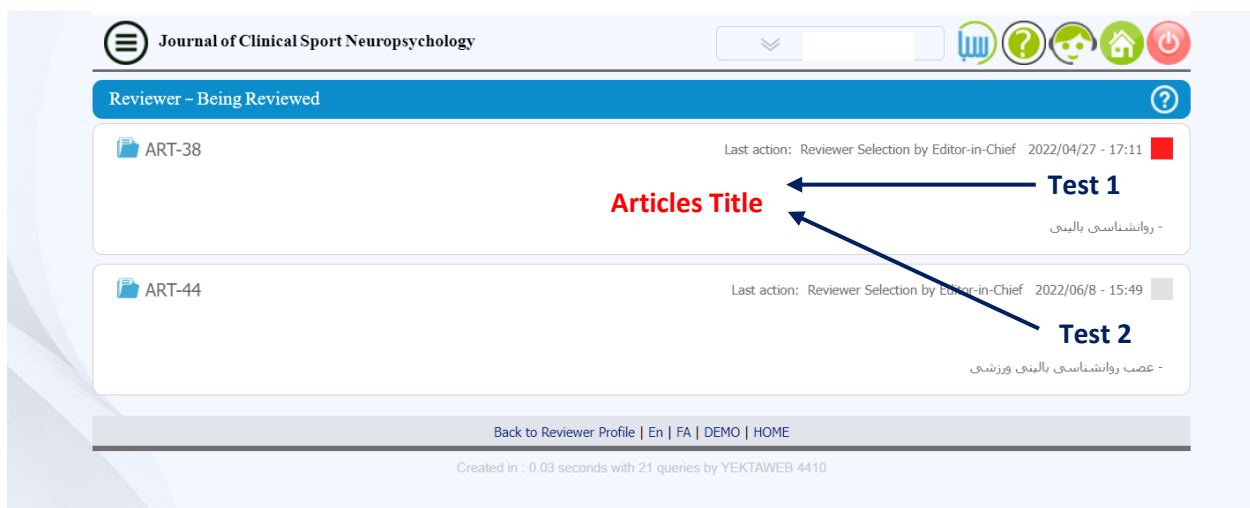 Journal of Clinical Sport Neuropsychology
سیا
Reviewer – Being Reviewed
ART-38
Last action: Reviewer Selection by Editor-in-Chief 2022/04/27 - 17:11
Test 1
Articles Title
- روانشناسی بالینی
ART-44
Last action: Reviewer Selection by Editor-in-Chief 2022/06/8 - 15:49
Test 2
- عصب روانشناسی بالینی ورزشی
Back to Reviewer Profile | En | FA | DEMO | HOME
Created in : 0.03 seconds with 21 queries by YEKTAWEB 4410